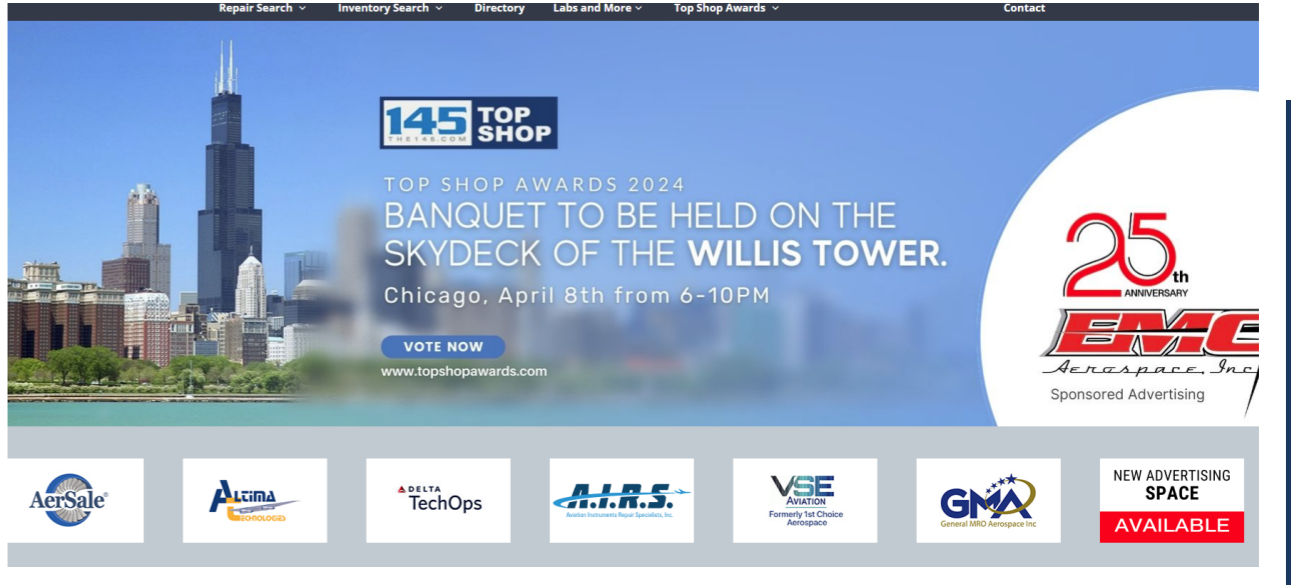 Repair Search Inventory Search Directory Labs and More Top Shop Awards Contact
145 TOP
THE145.COM SHOP
TOP SHOP AWARDS 2024
BANQUET TO BE HELD ON THE
SKYDECK OF THE WILLIS TOWER.
Chicago, April 8th from 6-10PM
VOTE NOW
www.topshopawards.com
25th
ANNIVERSARY
EMC
Aerospace, Inc
Sponsored Advertising
AerSale®
ALTIMA
TECHNOLOGIES
DELTA
TechOps
A.I.R.S.
Aviation Instruments Repair Specialists, Inc.
VSE
AVIATION
Formerly 1st Choice
Aerospace
GMA
General MRO Aerospace Inc
NEW ADVERTISING
SPACE
AVAILABLE